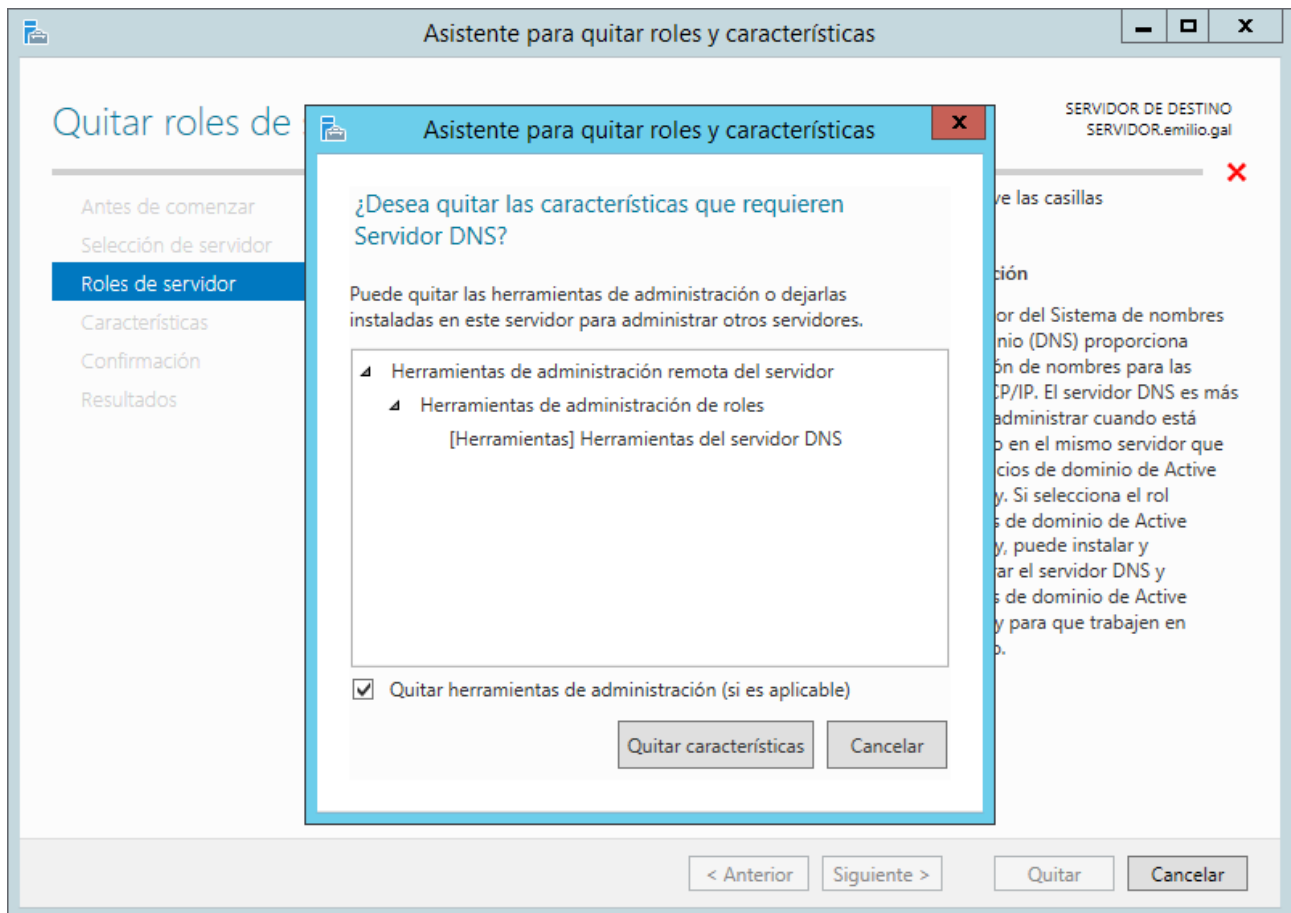 Asistente para quitar roles y características
Quitar roles de
SERVIDOR DE DESTINO
SERVIDOR.emilio.gal
Antes de comenzar
Selección de servidor
Roles de servidor
Características
Confirmación
Resultados
Asistente para quitar roles y características
¿Desea quitar las características que requieren
Servidor DNS?
Puede quitar las herramientas de administración o dejarlas
instaladas en este servidor para administrar otros servidores.
Herramientas de administración remota del servidor
Herramientas de administración de roles
[Herramientas] Herramientas del servidor DNS
Quitar herramientas de administración (si es aplicable)
Quitar características
Cancelar
las casillas
ción
or del Sistema de nombres
nio (DNS) proporciona
ón de nombres para las
CP/IP. El servidor DNS es más
administrar cuando está
o en el mismo servidor que
cios de dominio de Active
y. Si selecciona el rol
s de dominio de Active
y, puede instalar y
ar el servidor DNS y
s de dominio de Active
y para que trabajen en
o.
< Anterior
Siguiente >
Quitar
Cancelar